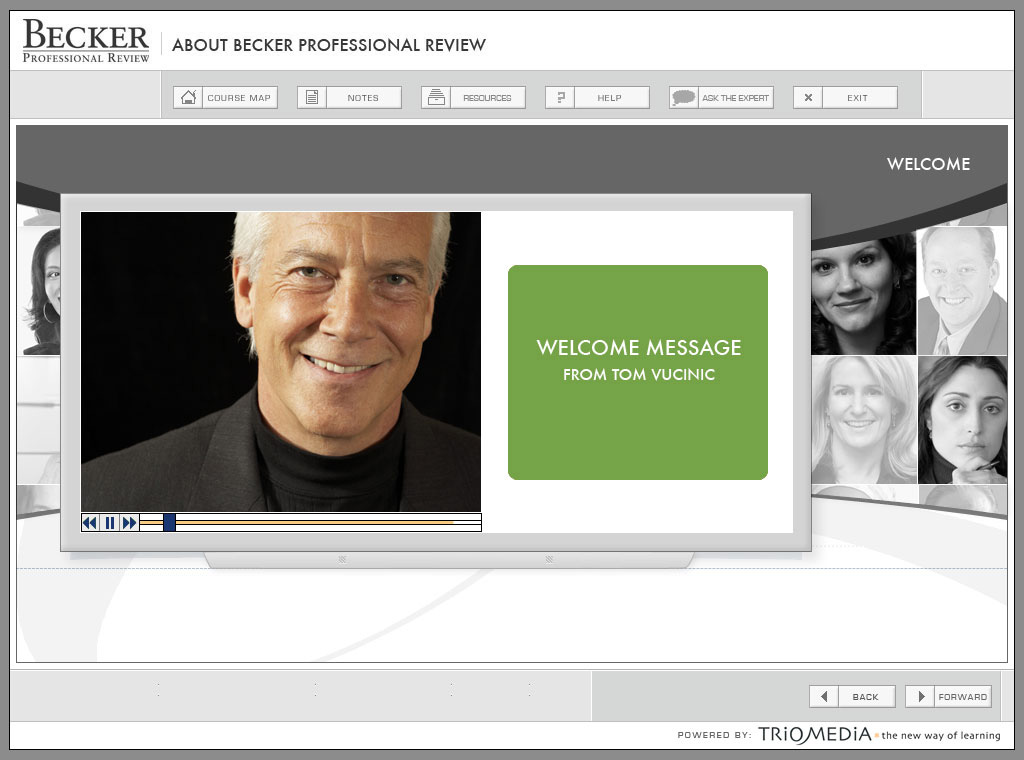 BECKER
PROFESSIONAL REVIEW
ABOUT BECKER PROFESSIONAL REVIEW
COURSE MAP
NOTES
RESOURCES
HELP
ASK THE EXPERT
EXIT
WELCOME
WELCOME MESSAGE
FROM TOM VUCINIC
BACK
FORWARD
POWERED BY: TRIOMEDIA the new way of learning